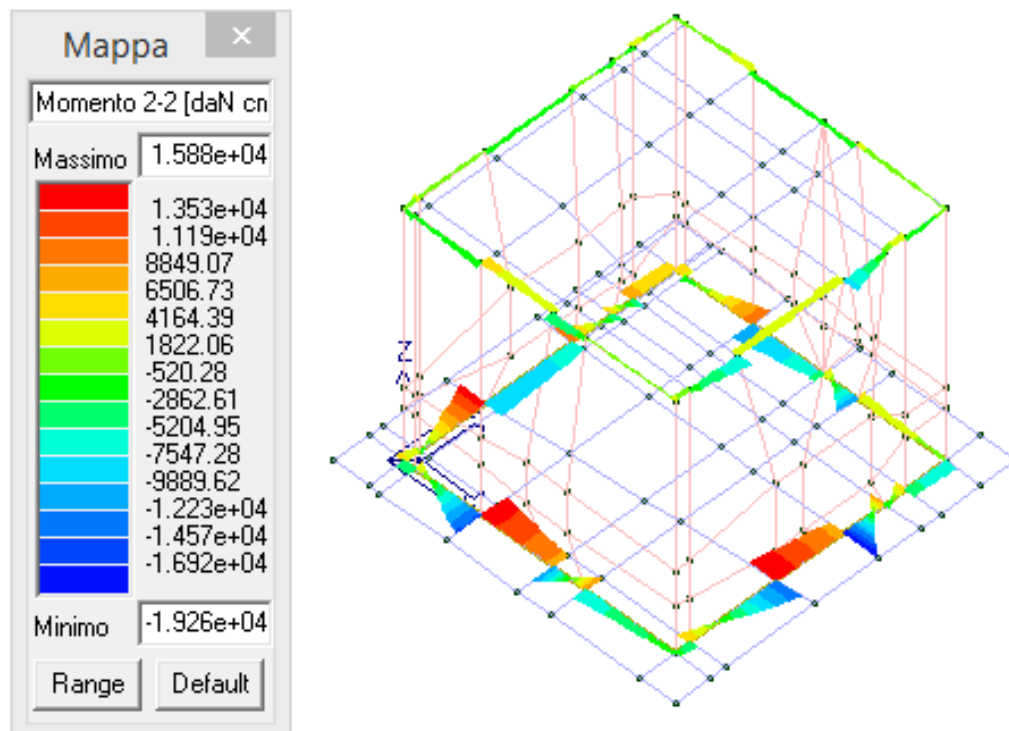 Mappa
Momento 2-2 [daN cn
Massimo 1.588e+04
1.353e+04
1.119e+04
8849.07
6506.73
4164.39
1822.06
-520.28
-2862.61
-5204.95
-7547.28
-9889.62
-1.223e+04
-1.457e+04
-1.692e+04
Minimo -1.926e+04
Range Default
Z